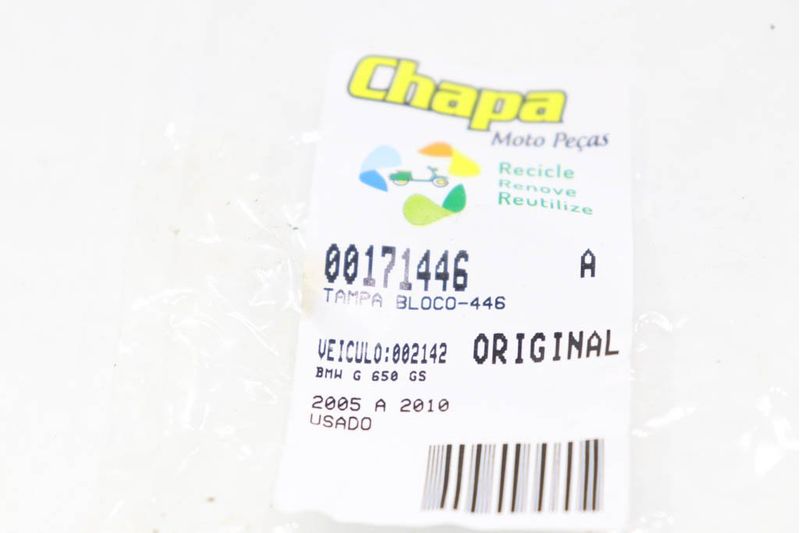 Chapa
Moto Peças
Recicle
Renove
Reutilize
00171446 A
TAMPA BLOCO-446
VEICULO:002142 ORIGINAL
BMW G 650 GS
2005 A 2010
USADO